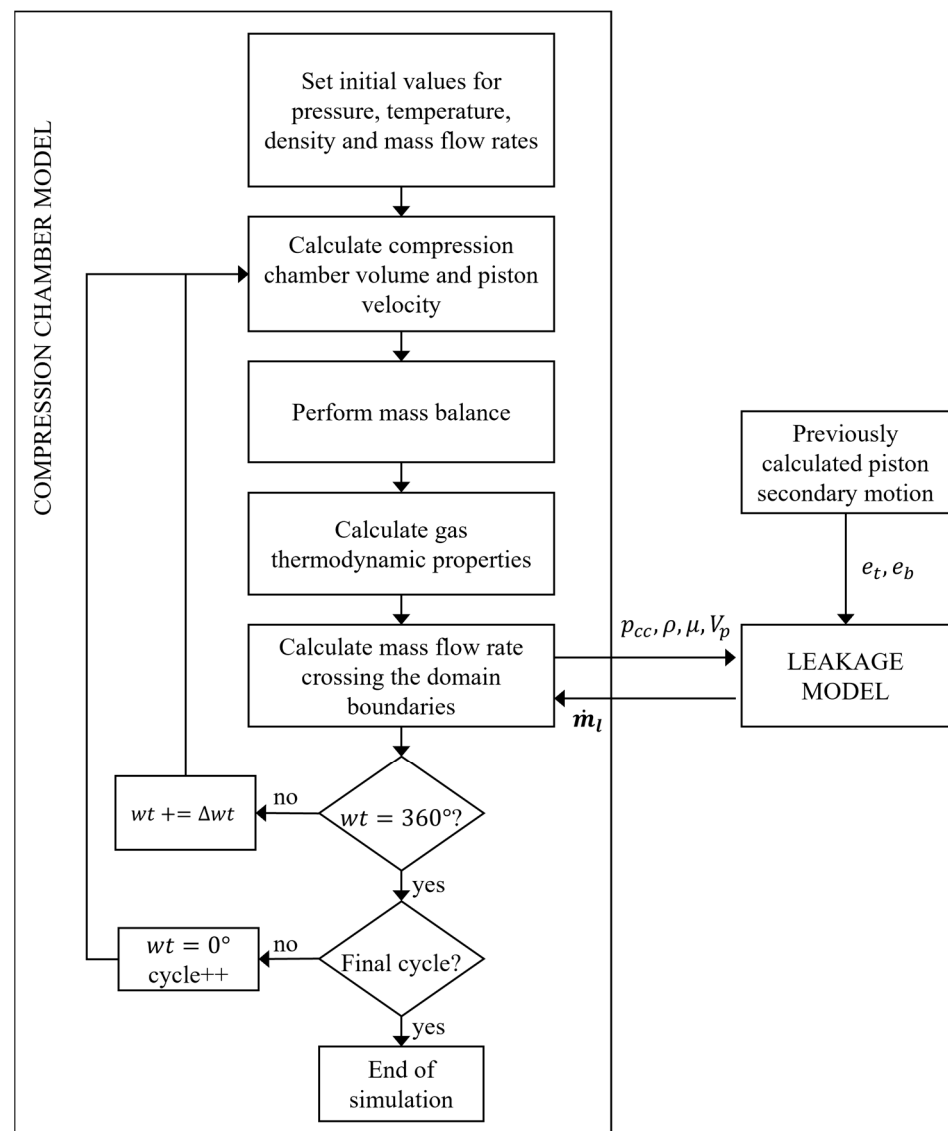 COMPRESSION CHAMBER MODEL
Set initial values for
pressure, temperature,
density and mass flow rates
Calculate compression
chamber volume and piston
velocity
Perform mass balance
Calculate gas
thermodynamic properties
Calculate mass flow rate
crossing the domain
boundaries
Previously
calculated piston
secondary motion
e_t, e_b
p_cc, ρ, μ, V_p
LEAKAGE
MODEL
ṁ_l
wt = 360°?
no
wt += Δwt
yes
Final cycle?
no
wt = 0°
cycle++
yes
End of
simulation